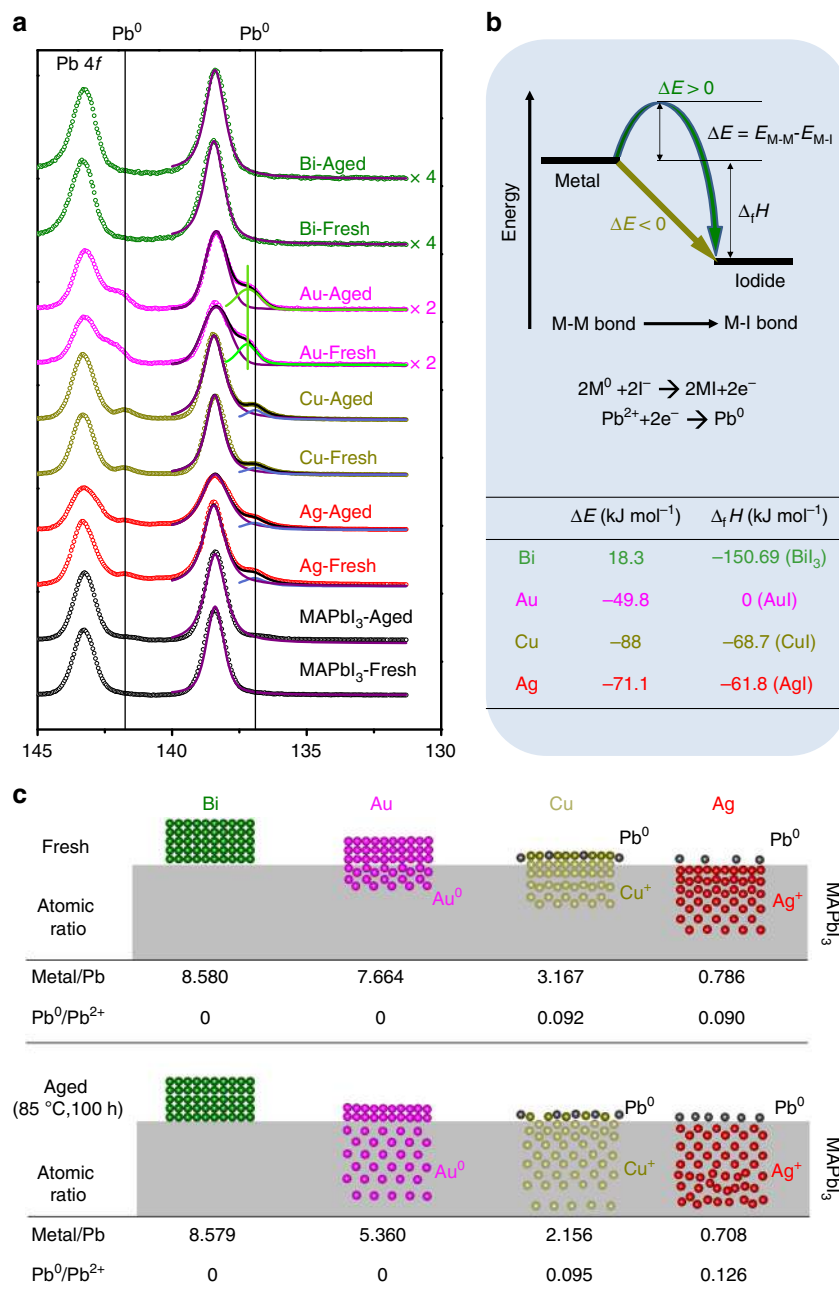 a
Pb⁰ Pb⁰
Pb 4f
Bi-Aged
× 4
Bi-Fresh
× 4
Au-Aged
× 2
Au-Fresh
× 2
Cu-Aged
Cu-Fresh
Ag-Aged
Ag-Fresh
MAPbI₃-Aged
MAPbI₃-Fresh
145 140 135 130
b
Energy
ΔE > 0
ΔE = E_M-M-E_M-I
Metal
Δ_fH
ΔE < 0
Iodide
M-M bond → M-I bond
2M⁰ +2I⁻ → 2MI+2e⁻
Pb²⁺+2e⁻ → Pb⁰
ΔE (kJ mol⁻¹) Δ_fH (kJ mol⁻¹)
Bi 18.3 −150.69 (BiI₃)
Au −49.8 0 (AuI)
Cu −88 −68.7 (CuI)
Ag −71.1 −61.8 (AgI)
c
Bi Au Cu Ag
Fresh
Pb⁰ Pb⁰
Au⁰ Cu⁺ Ag⁺
MAPbI₃
Atomic
ratio
Metal/Pb 8.580 7.664 3.167 0.786
Pb⁰/Pb²⁺ 0 0 0.092 0.090
Aged
(85 °C,100 h)
Pb⁰ Pb⁰
Au⁰ Cu⁺ Ag⁺
MAPbI₃
Atomic
ratio
Metal/Pb 8.579 5.360 2.156 0.708
Pb⁰/Pb²⁺ 0 0 0.095 0.126